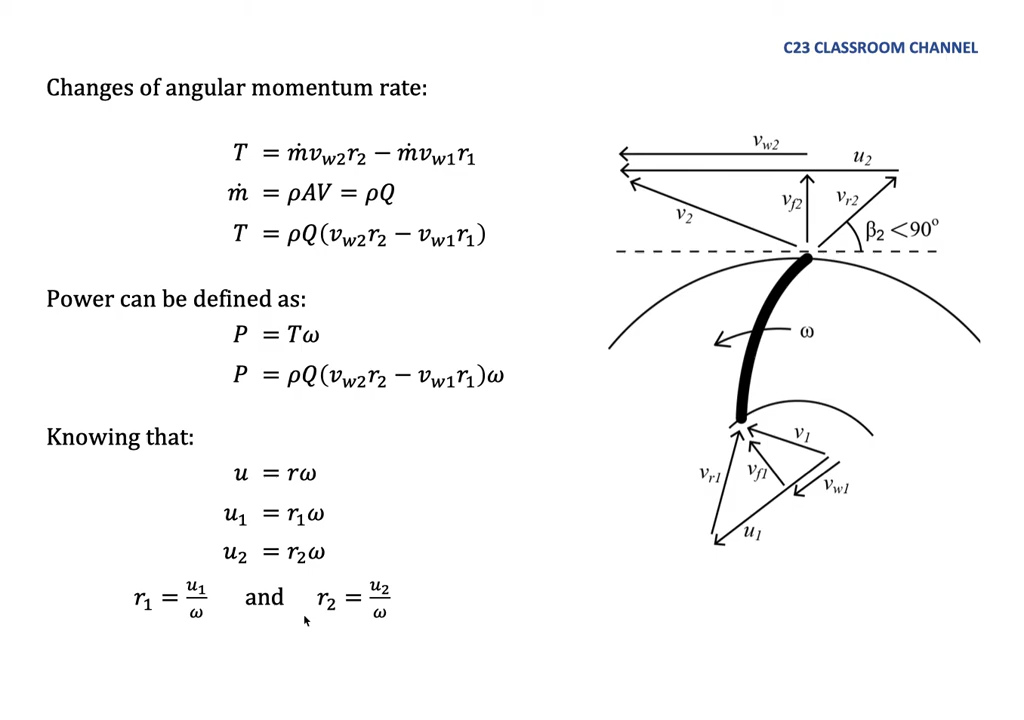 C23 CLASSROOM CHANNEL
Changes of angular momentum rate:
T = ṁv_w2 r_2 − ṁv_w1 r_1
ṁ = ρAV = ρQ
T = ρQ(v_w2 r_2 − v_w1 r_1)
Power can be defined as:
P = Tω
P = ρQ(v_w2 r_2 − v_w1 r_1)ω
Knowing that:
u = rω
u_1 = r_1 ω
u_2 = r_2 ω
r_1 = u_1/ω and r_2 = u_2/ω
v_w2
u_2
v_2
v_f2
v_r2
β_2 <90°
ω
v_1
v_r1
v_f1
v_w1
u_1